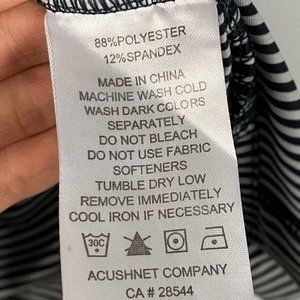 88%POLYESTER
12%SPANDEX
MADE IN CHINA
MACHINE WASH COLD
WASH DARK COLORS
SEPARATELY
DO NOT BLEACH
DO NOT USE FABRIC
SOFTENERS
TUMBLE DRY LOW
REMOVE IMMEDIATELY
COOL IRON IF NECESSARY
30C
ACUSHNET COMPANY
CA # 28544